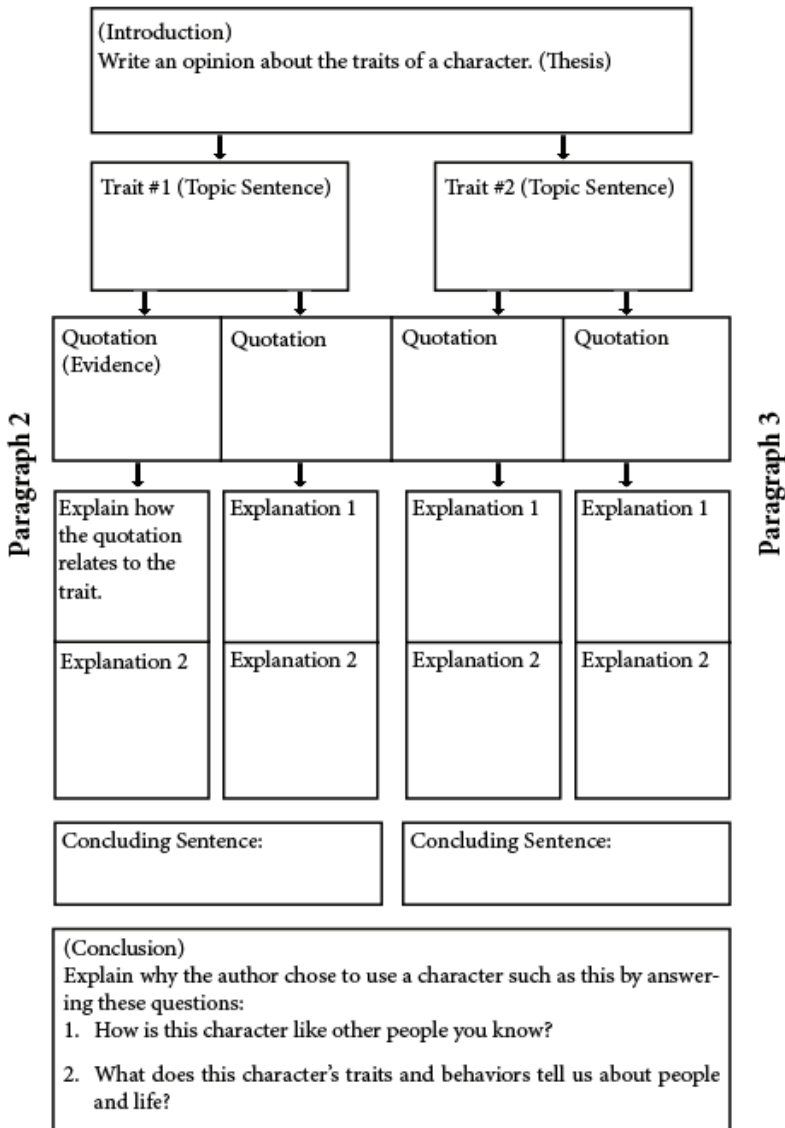 (Introduction)
Write an opinion about the traits of a character. (Thesis)
Trait #1 (Topic Sentence)
Trait #2 (Topic Sentence)
Paragraph 2
Quotation
(Evidence)
Quotation
Quotation
Quotation
Paragraph 3
Explain how
the quotation
relates to the
trait.
Explanation 1
Explanation 1
Explanation 1
Explanation 2
Explanation 2
Explanation 2
Explanation 2
Concluding Sentence:
Concluding Sentence:
(Conclusion)
Explain why the author chose to use a character such as this by answer-
ing these questions:
1. How is this character like other people you know?
2. What does this character's traits and behaviors tell us about people
and life?